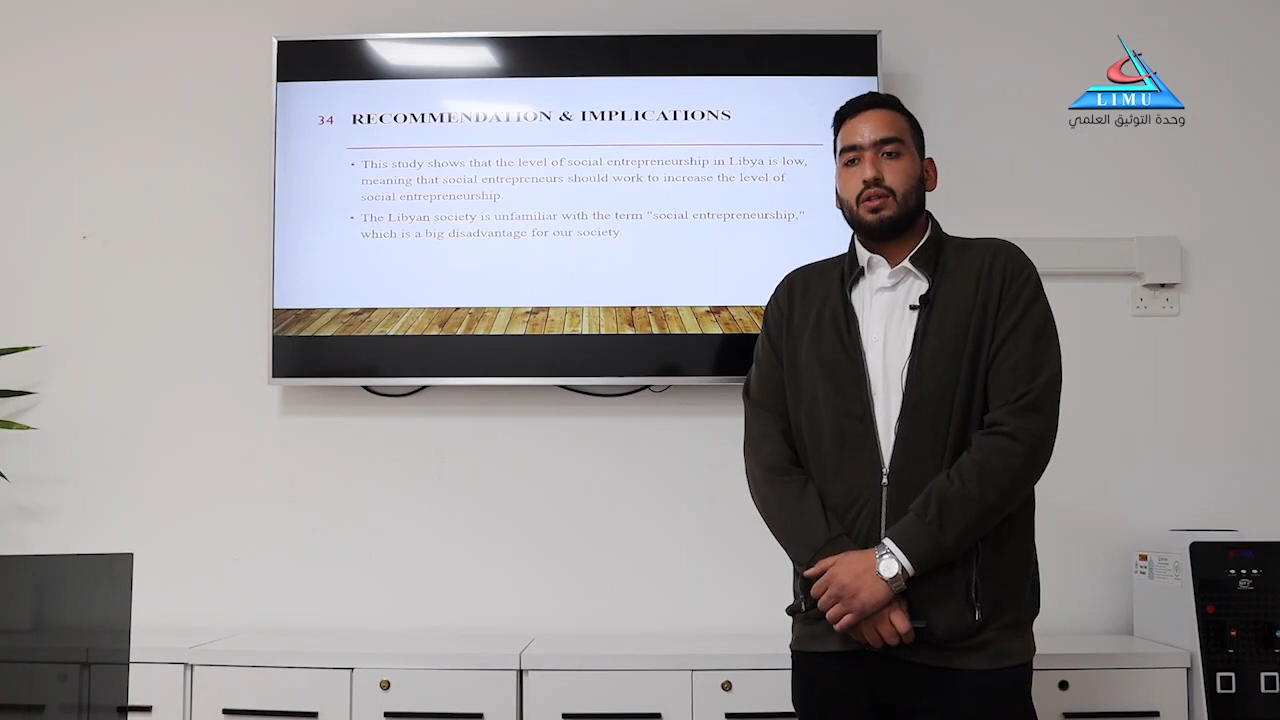 34 RECOMMENDATION & IMPLICATIONS
• This study shows that the level of social entrepreneurship in Libya is low,
meaning that social entrepreneurs should work to increase the level of
social entrepreneurship.
• The Libyan society is unfamiliar with the term "social entrepreneurship,"
which is a big disadvantage for our society.
LIMU
وحدة التوثيق العلمي